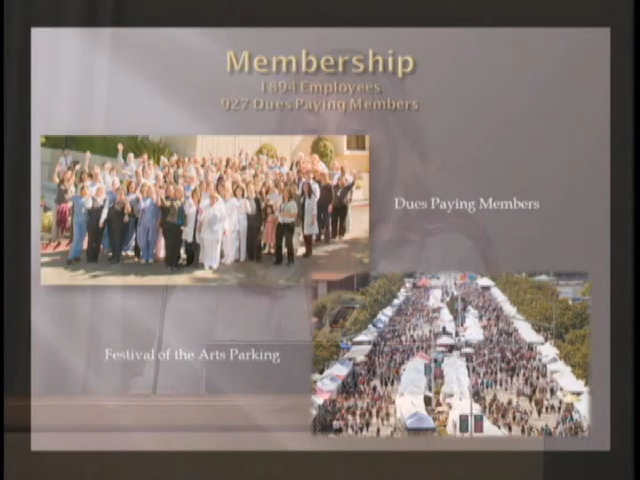 Membership
1894 Employees
927 Dues Paying Members
Dues Paying Members
Festival of the Arts Parking